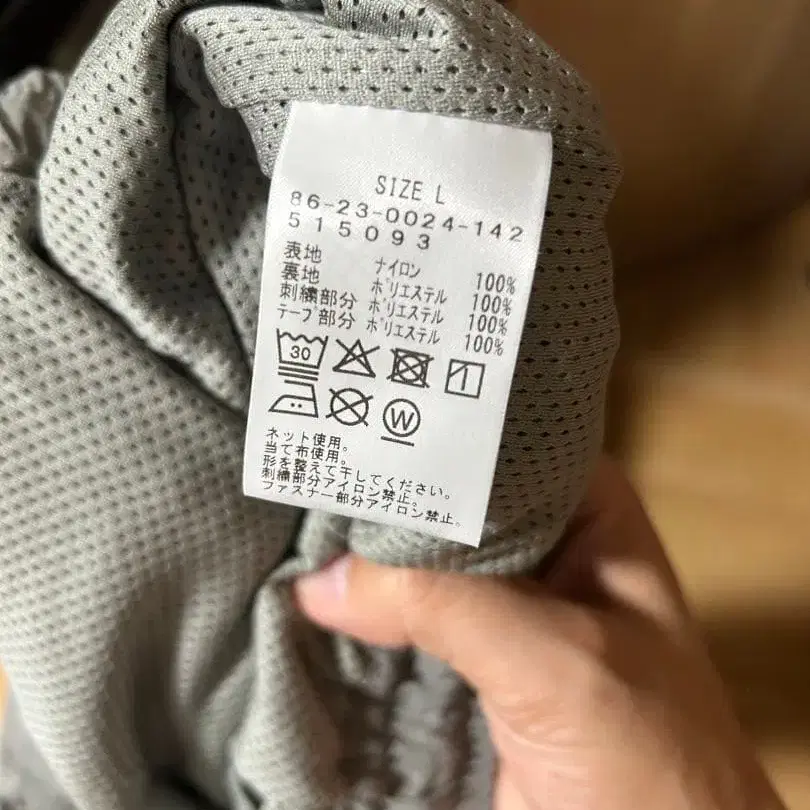 SIZE L
86-23-0024-142
515093
表地 ナイロン 100%
裏地 ポリエステル 100%
刺繍部分 ポリエステル 100%
テープ部分 ポリエステル 100%
30
W
ネット使用。
当て布使用。
形を整えて干してください。
刺繍部分アイロン禁止。
ファスナー部分アイロン禁止。